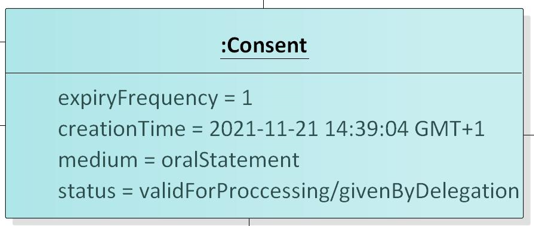 :Consent
expiryFrequency = 1
creationTime = 2021-11-21 14:39:04 GMT+1
medium = oralStatement
status = validForProccessing/givenByDelegation